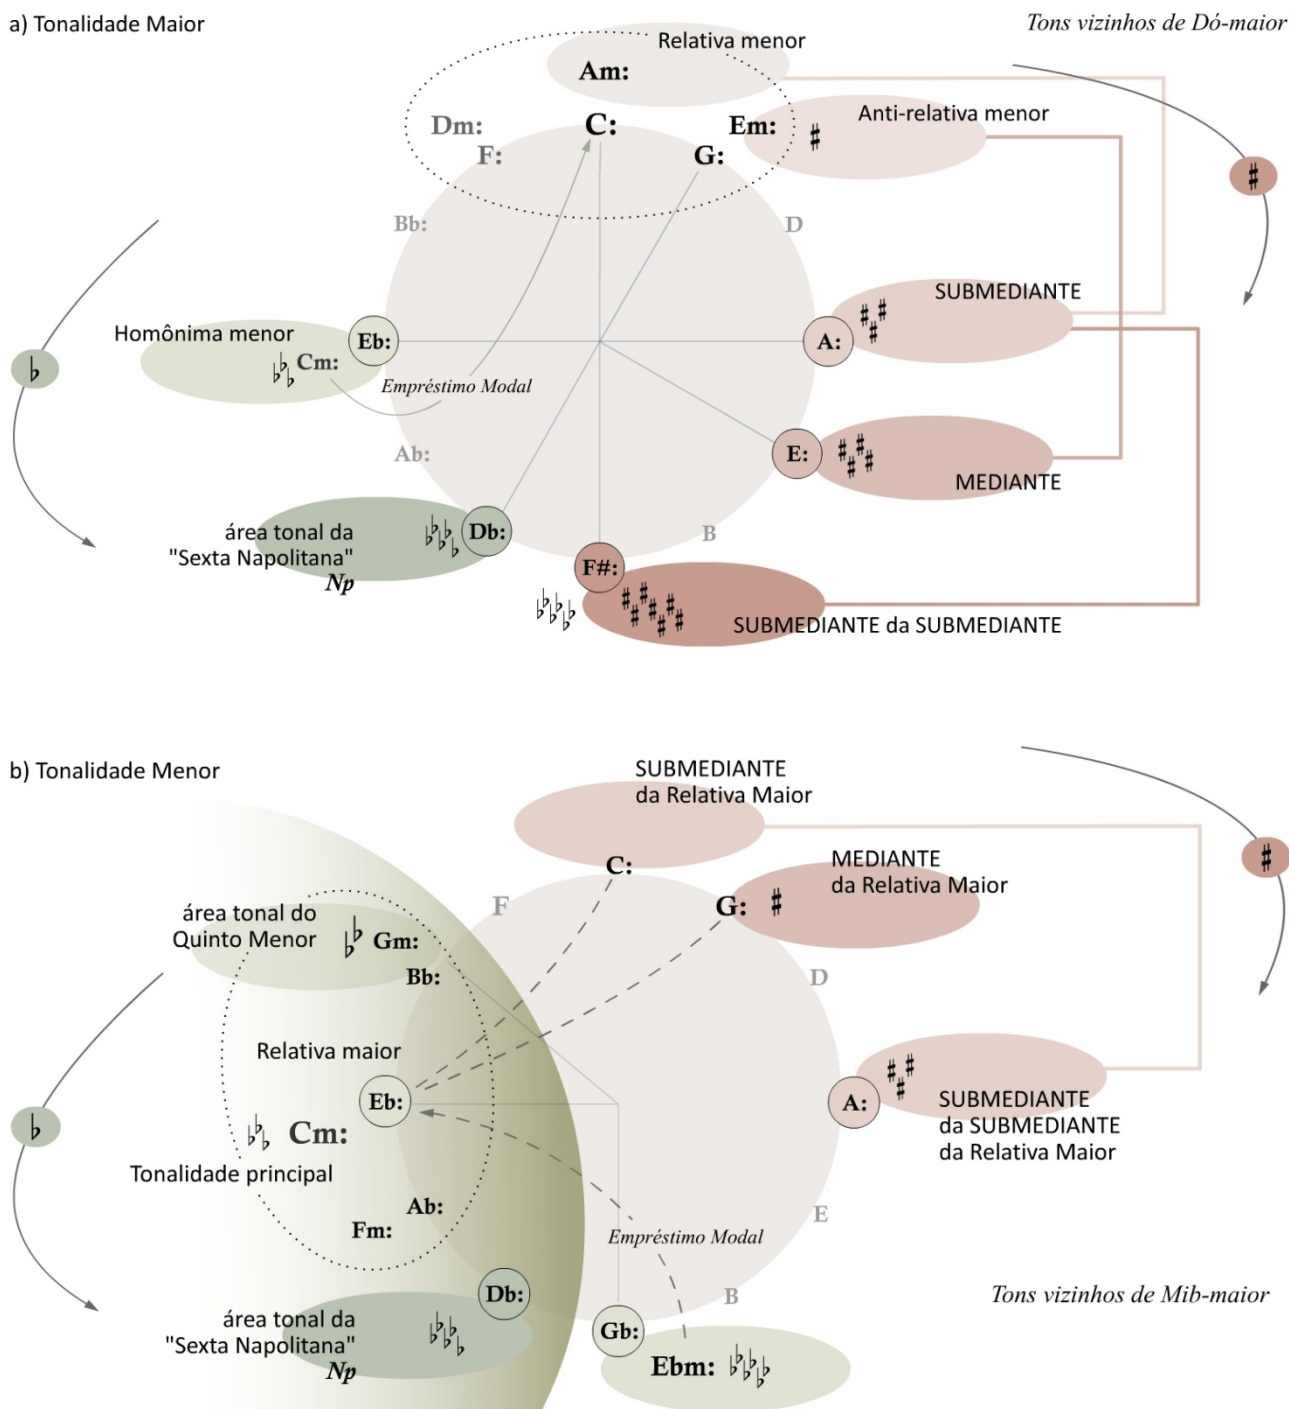 a) Tonalidade Maior
Tons vizinhos de Dó-maior
Relativa menor
Am:
Anti-relativa menor
Dm:
C:
Em: ♯
F:
G:
♯
Bb:
D
SUBMEDIANTE
♯♯♯
Homônima menor
Eb:
A:
♭♭♭ Cm:
♭
Empréstimo Modal
Ab:
E:
♯♯♯♯
MEDIANTE
área tonal da
"Sexta Napolitana"
Np
♭♭♭♭♭
Db:
B
F#:
♭♭♭♭♭♭
♯♯♯♯♯♯
SUBMEDIANTE da SUBMEDIANTE
b) Tonalidade Menor
SUBMEDIANTE
da Relativa Maior
C:
MEDIANTE
da Relativa Maior
♯
F
G: ♯
área tonal do
Quinto Menor
♭♭ Gm:
Bb:
D
Relativa maior
Eb:
A:
♯♯♯
♭
♭♭♭ Cm:
SUBMEDIANTE
da SUBMEDIANTE
da Relativa Maior
Tonalidade principal
Ab:
E
Fm:
Empréstimo Modal
Db:
B
Tons vizinhos de Mib-maior
área tonal da
"Sexta Napolitana"
Np
♭♭♭♭♭
Gb:
Ebm: ♭♭♭♭♭♭